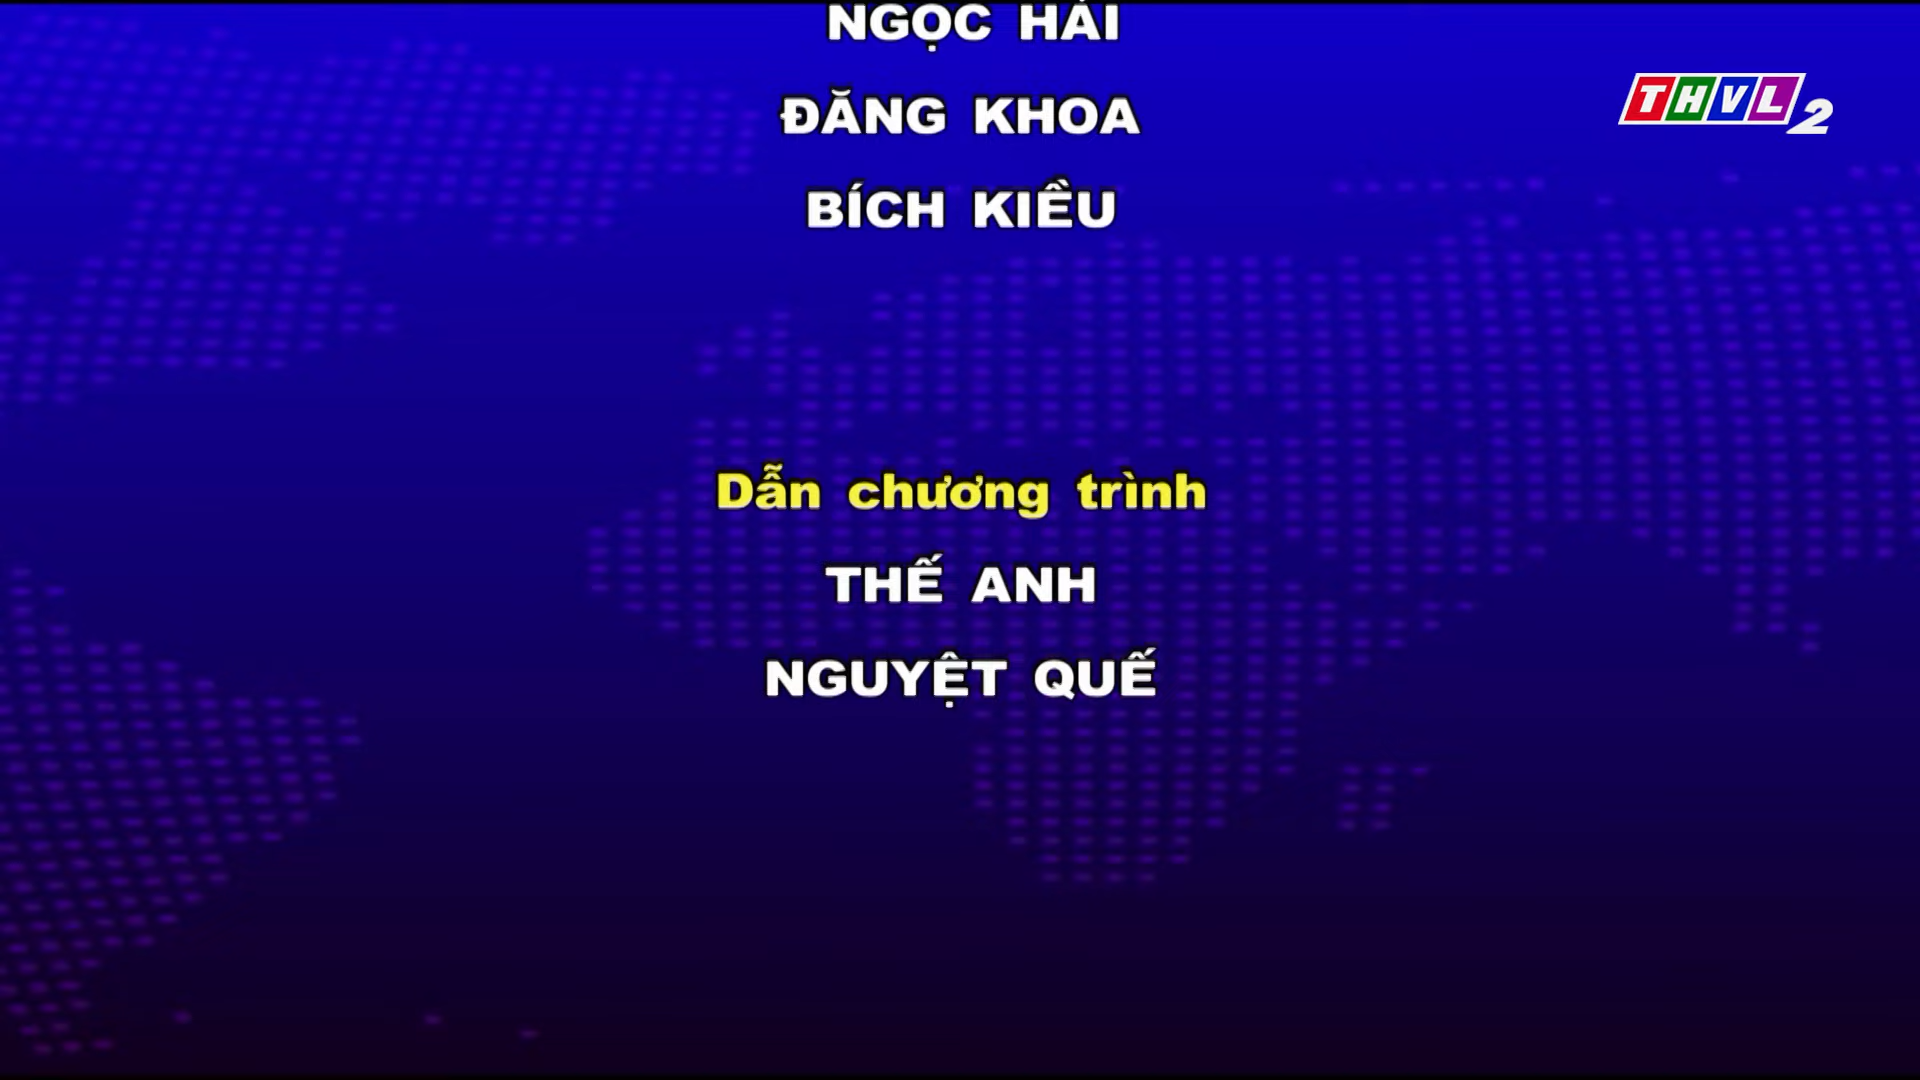 NGỌC HẢI
ĐĂNG KHOA
BÍCH KIỀU
THVL2
Dẫn chương trình
THẾ ANH
NGUYỆT QUẾ